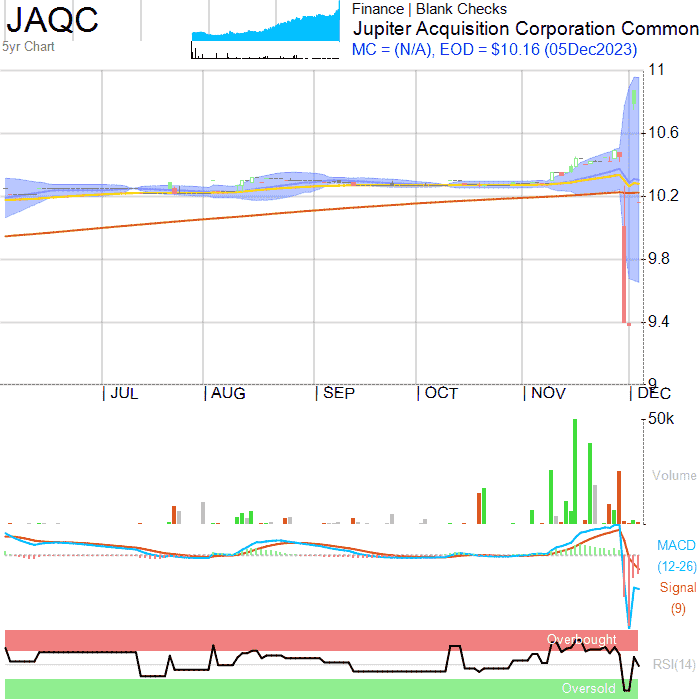 JAQC
5yr Chart
Finance | Blank Checks
Jupiter Acquisition Corporation Common
MC = (N/A), EOD = $10.16 (05Dec2023)
11
10.6
10.2
9.8
9.4
9
JUL AUG SEP OCT NOV DEC
50k
Volume
MACD
(12-26)
Signal
(9)
Overbought
RSI(14)
Oversold